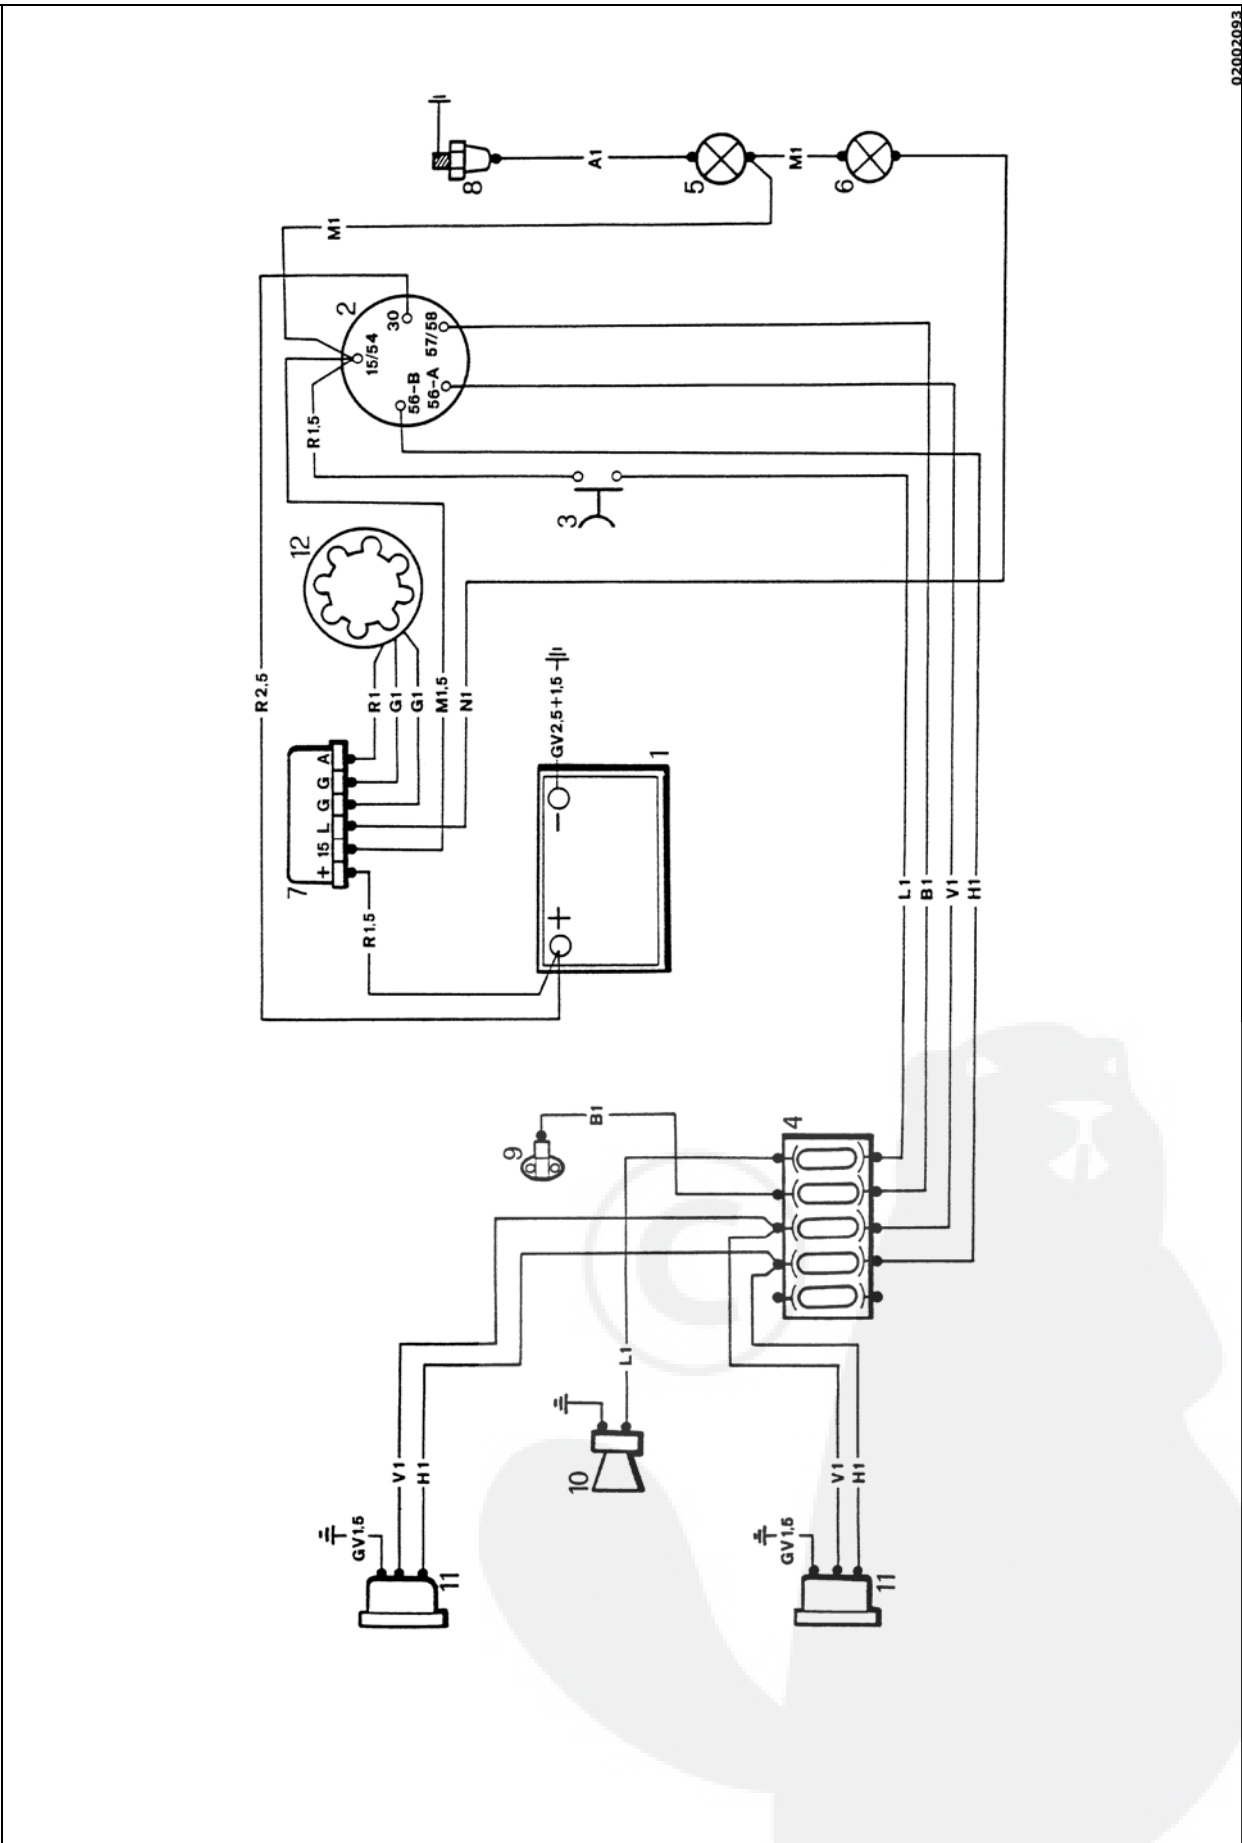 02002093
8
A1
5
M1
6
M1
2
30
15/54
57/58
56-B
56-A
R1,5
3
12
R2,5
R1
G1
G1
M1,5
N1
GV2,5+1,5
7
+ 15 L G G A
R1,5
1
−
+
L1
B1
V1
H1
9
B1
4
L1
10
V1
H1
GV1,5
11
V1
H1
GV1,5
11
©